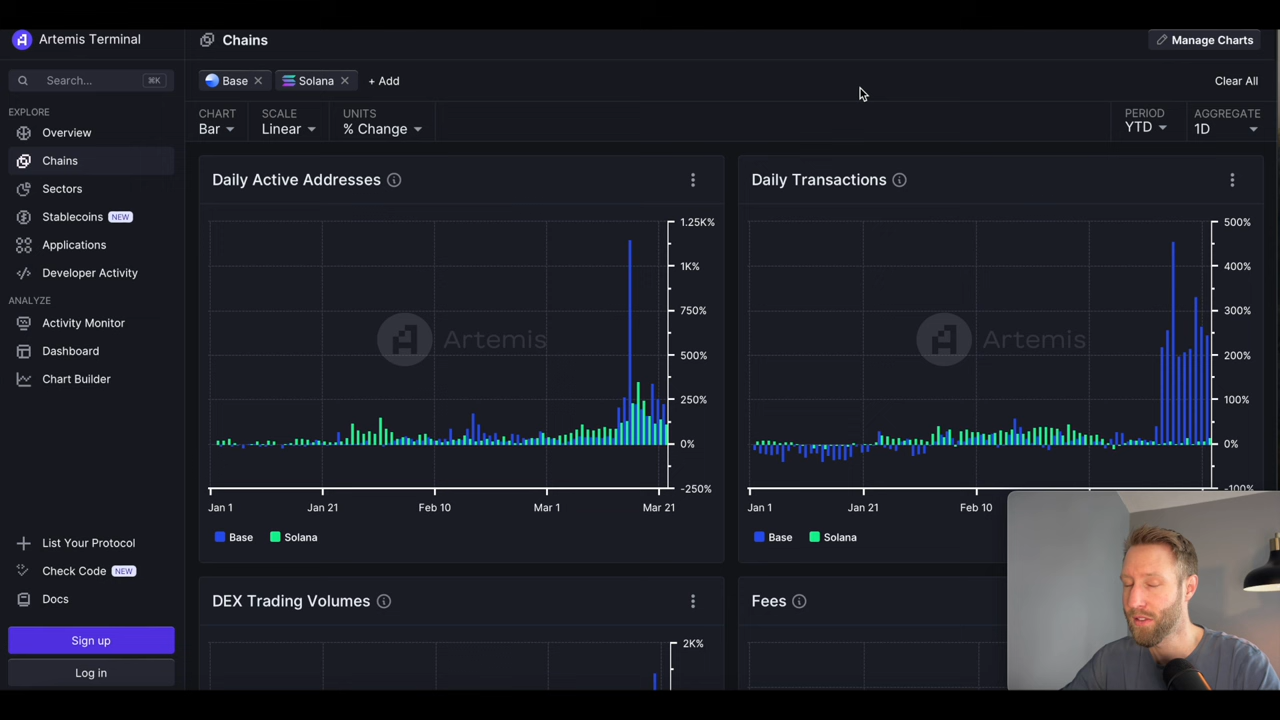 Artemis Terminal
Search...
⌘K
EXPLORE
Overview
Chains
Sectors
Stablecoins NEW
Applications
Developer Activity
ANALYZE
Activity Monitor
Dashboard
Chart Builder
List Your Protocol
Check Code NEW
Docs
Sign up
Log in
Chains
Manage Charts
Base
Solana
+ Add
Clear All
CHART
Bar
SCALE
Linear
UNITS
% Change
PERIOD
YTD
AGGREGATE
1D
Daily Active Addresses
1.25K%
1K%
750%
500%
250%
0%
-250%
Artemis
Jan 1
Jan 21
Feb 10
Mar 1
Mar 21
Base
Solana
Daily Transactions
500%
400%
300%
200%
100%
0%
-100%
Artemis
Jan 1
Jan 21
Feb 10
Base
Solana
DEX Trading Volumes
2K%
Fees